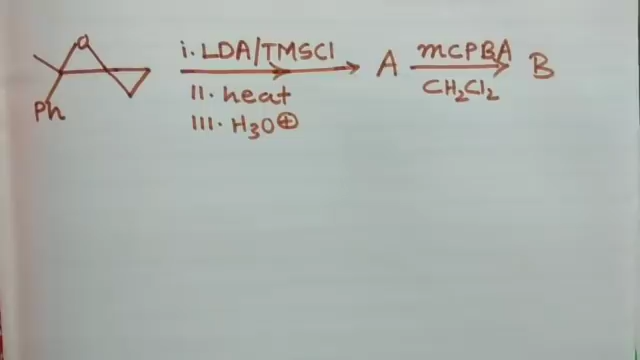 O
Ph
i. LDA/TMSCl
ii. heat
iii. H3O⊕
A
mCPBA
CH2Cl2
B